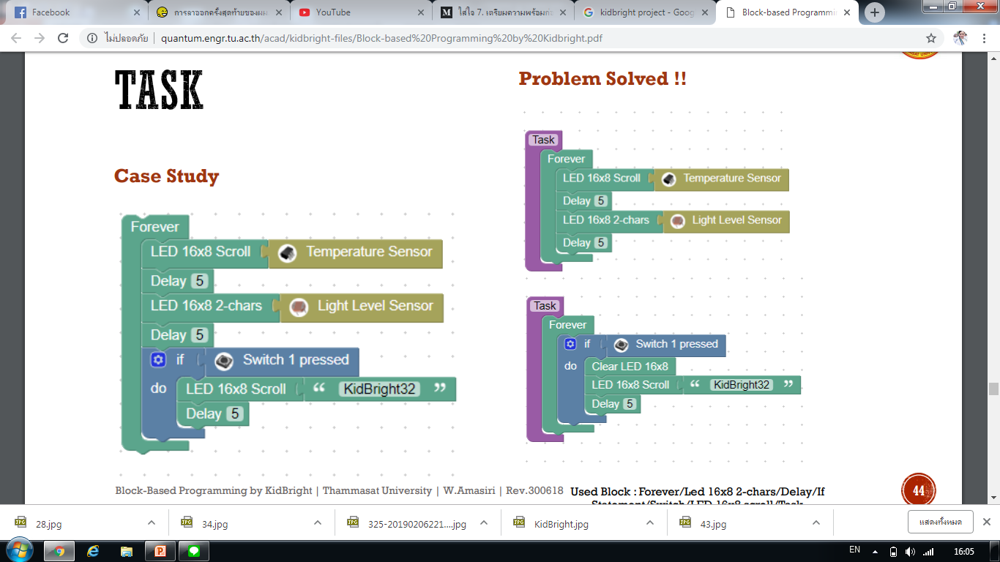 Facebook
การลาออกครั้งสุดท้ายของผม
YouTube
ใส่ใจ 7. เตรียมความพร้อมก่
kidbright project - Goog
Block-based Programmin
ไม่ปลอดภัย
quantum.engr.tu.ac.th/acad/kidbright-files/Block-based%20Programming%20by%20Kidbright.pdf
TASK
Case Study
Forever
LED 16x8 Scroll Temperature Sensor
Delay 5
LED 16x8 2-chars Light Level Sensor
Delay 5
if Switch 1 pressed
do LED 16x8 Scroll “ KidBright32 ”
Delay 5
Problem Solved !!
Task
Forever
LED 16x8 Scroll Temperature Sensor
Delay 5
LED 16x8 2-chars Light Level Sensor
Delay 5
Task
Forever
if Switch 1 pressed
do Clear LED 16x8
LED 16x8 Scroll “ KidBright32 ”
Delay 5
Block-Based Programming by KidBright | Thammasat University | W.Amasiri | Rev.300618
Used Block : Forever/Led 16x8 2-chars/Delay/If
Statement/Switch/LED 16x8 scroll/Task
44
28.jpg
34.jpg
325-20190206221....jpg
KidBright.jpg
43.jpg
แสดงทั้งหมด
EN
16:05